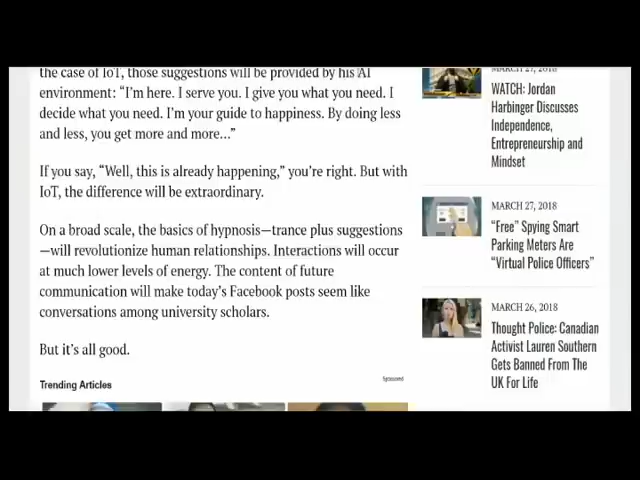 the case of IoT, those suggestions will be provided by his AI
environment: “I’m here. I serve you. I give you what you need. I
decide what you need. I’m your guide to happiness. By doing less
and less, you get more and more…”
If you say, “Well, this is already happening,” you’re right. But with
IoT, the difference will be extraordinary.
On a broad scale, the basics of hypnosis—trance plus suggestions
—will revolutionize human relationships. Interactions will occur
at much lower levels of energy. The content of future
communication will make today’s Facebook posts seem like
conversations among university scholars.
But it’s all good.
Trending Articles
Sponsored
MARCH 27, 2018
WATCH: Jordan
Harbinger Discusses
Independence,
Entrepreneurship and
Mindset
MARCH 27, 2018
“Free” Spying Smart
Parking Meters Are
“Virtual Police Officers”
MARCH 26, 2018
Thought Police: Canadian
Activist Lauren Southern
Gets Banned From The
UK For Life